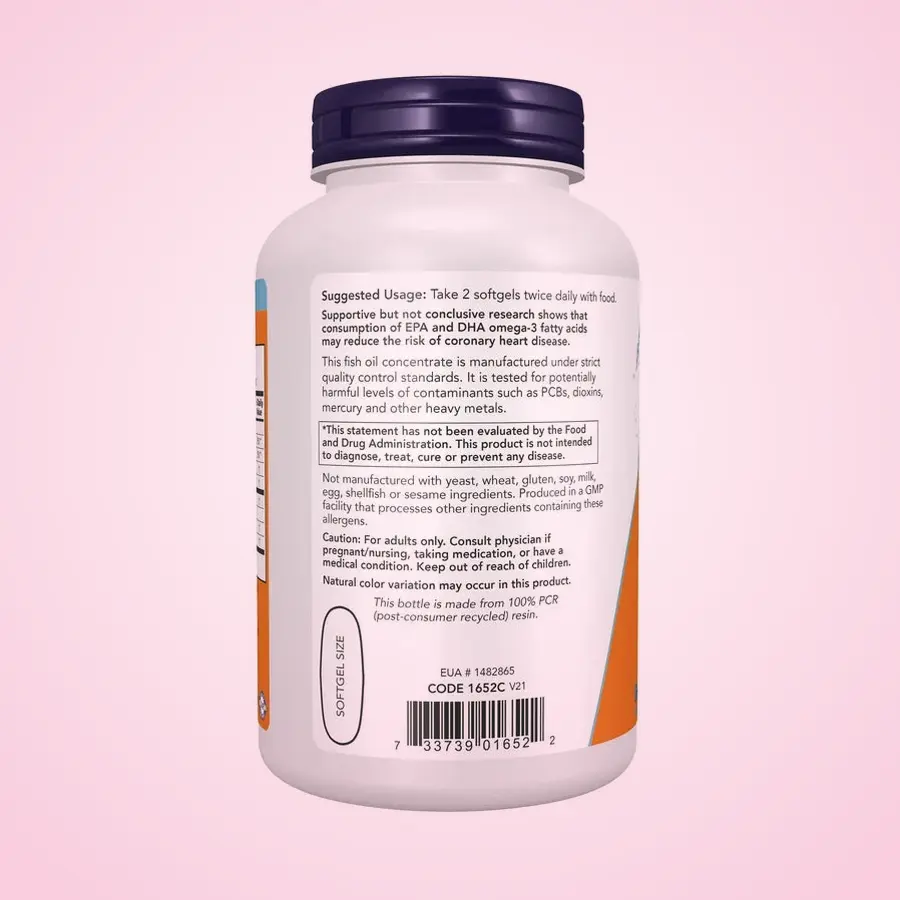 Suggested Usage: Take 2 softgels twice daily with food.
Supportive but not conclusive research shows that
consumption of EPA and DHA omega-3 fatty acids
may reduce the risk of coronary heart disease.
This fish oil concentrate is manufactured under strict
quality control standards. It is tested for potentially
harmful levels of contaminants such as PCBs, dioxins,
mercury and other heavy metals.
*This statement has not been evaluated by the Food
and Drug Administration. This product is not intended
to diagnose, treat, cure or prevent any disease.
Not manufactured with yeast, wheat, gluten, soy, milk,
egg, shellfish or sesame ingredients. Produced in a GMP
facility that processes other ingredients containing these
allergens.
Caution: For adults only. Consult physician if
pregnant/nursing, taking medication, or have a
medical condition. Keep out of reach of children.
Natural color variation may occur in this product.
This bottle is made from 100% PCR
(post-consumer recycled) resin.
SOFTGEL SIZE
EUA # 1482865
CODE 1652C V21
7 33739 01652 2